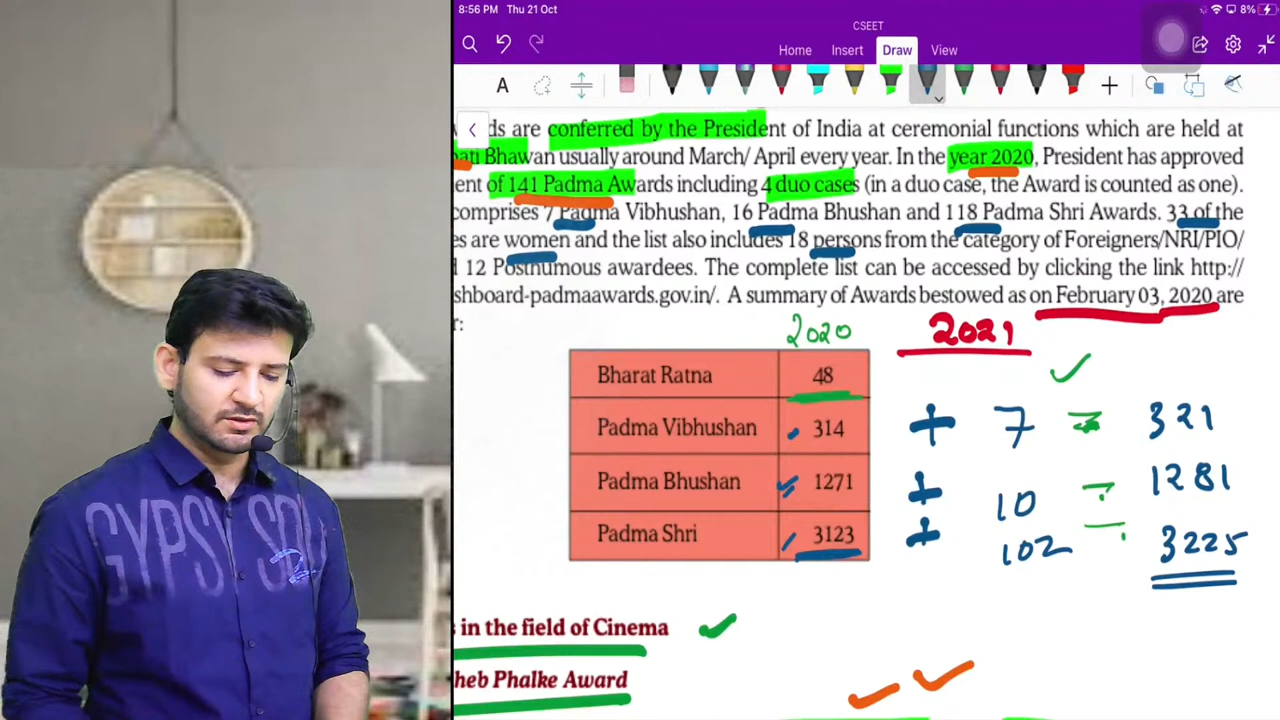 8:56 PM Thu 21 Oct
8%
CSEET
Home Insert Draw View
A
ds are conferred by the President of India at ceremonial functions which are held at
ati Bhawan usually around March/ April every year. In the year 2020, President has approved
ent of 141 Padma Awards including 4 duo cases (in a duo case, the Award is counted as one).
comprises 7 Padma Vibhushan, 16 Padma Bhushan and 118 Padma Shri Awards. 33 of the
es are women and the list also includes 18 persons from the category of Foreigners/NRI/PIO/
12 Posthumous awardees. The complete list can be accessed by clicking the link http://
shboard-padmaawards.gov.in/. A summary of Awards bestowed as on February 03, 2020 are
r:
2020 2021
Bharat Ratna 48
Padma Vibhushan 314 + 7 = 321
Padma Bhushan 1271 + 10 = 1281
Padma Shri 3123 + 102 = 3225
s in the field of Cinema
heb Phalke Award
GYPSY SOU